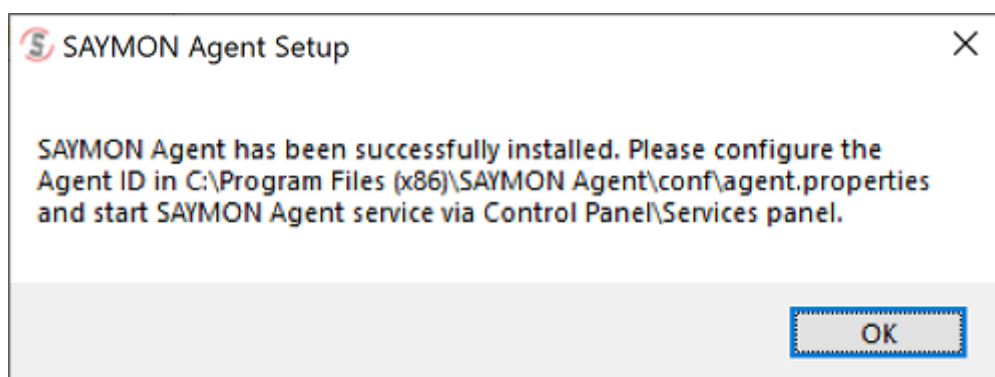 SAYMON Agent Setup
SAYMON Agent has been successfully installed. Please configure the
Agent ID in C:\Program Files (x86)\SAYMON Agent\conf\agent.properties
and start SAYMON Agent service via Control Panel\Services panel.
OK